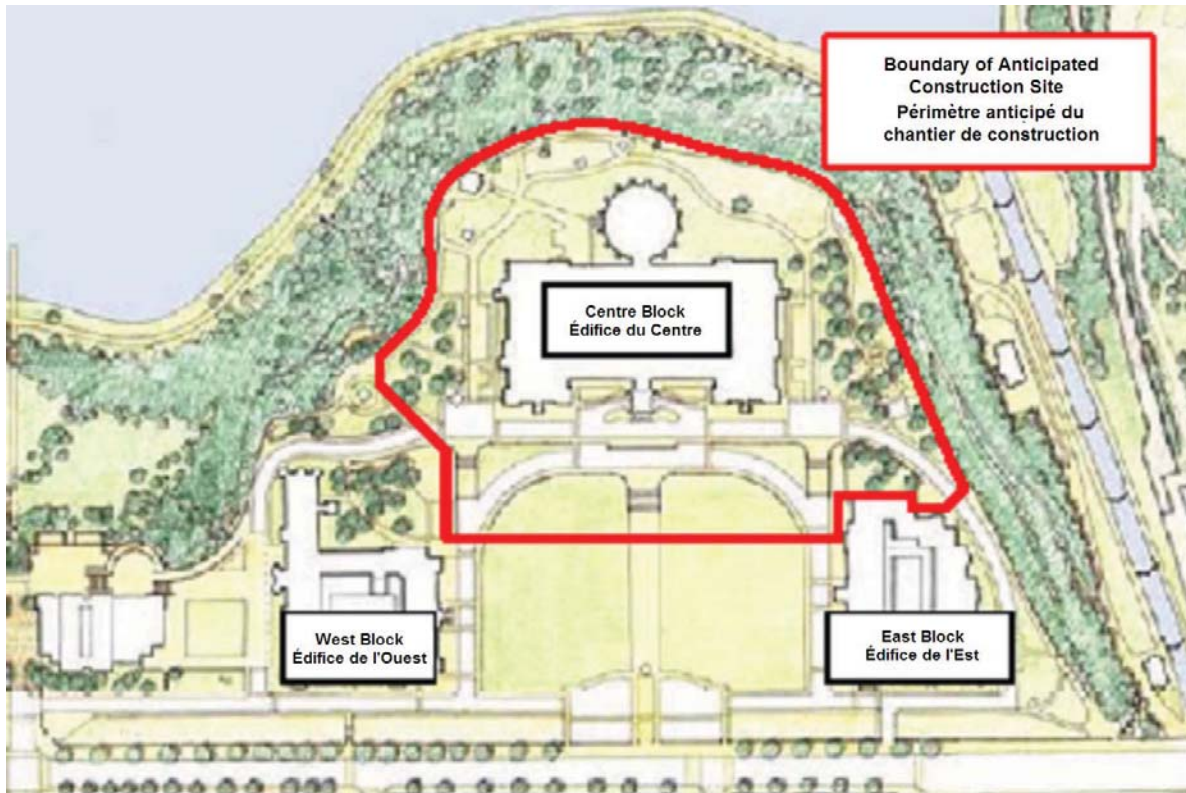 Boundary of Anticipated
Construction Site
Périmètre anticipé du
chantier de construction
Centre Block
Édifice du Centre
West Block
Édifice de l'Ouest
East Block
Édifice de l'Est